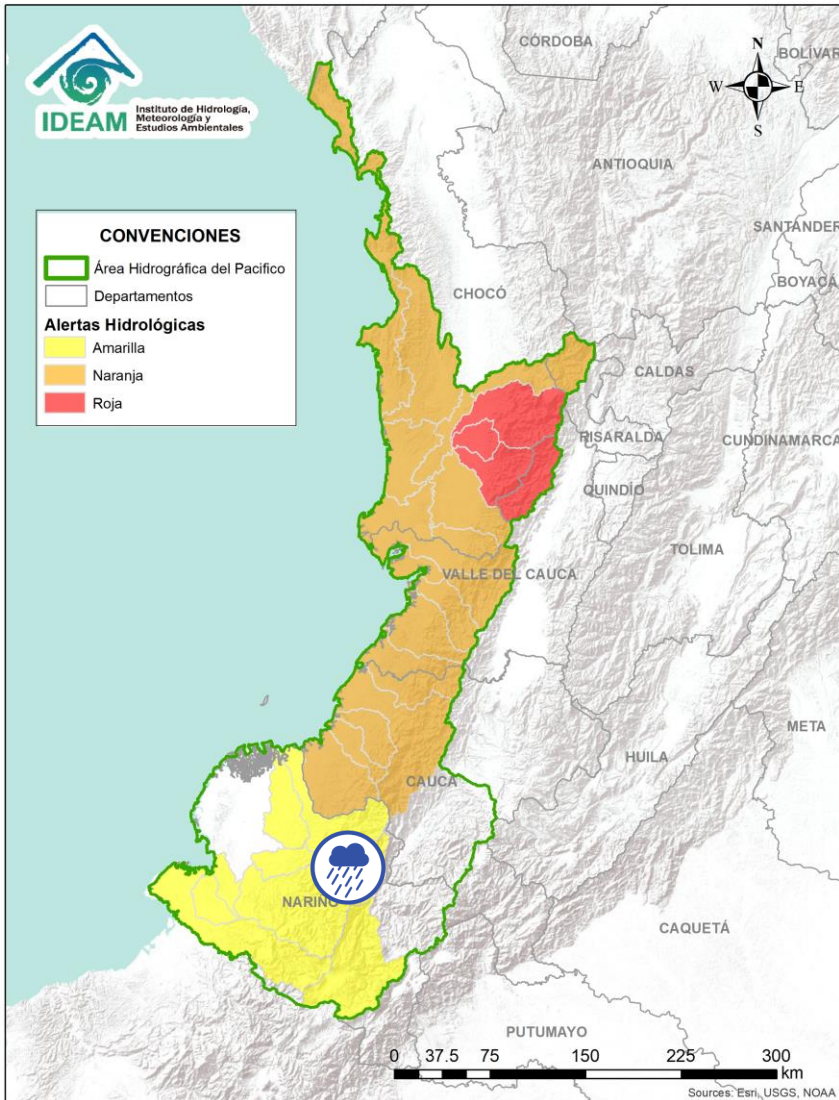 IDEAM
Instituto de Hidrología,
Meteorología y
Estudios Ambientales
CÓRDOBA
BOLÍVAR
N
W
E
S
ANTIOQUIA
SANTANDER
BOYACÁ
CONVENCIONES
Área Hidrográfica del Pacifico
Departamentos
Alertas Hidrológicas
Amarilla
Naranja
Roja
CHOCÓ
CALDAS
RISARALDA
CUNDINAMARCA
QUINDÍO
TOLIMA
VALLE DEL CAUCA
META
HUILA
CAUCA
NARIÑO
CAQUETÁ
PUTUMAYO
0 37.5 75 150 225 300
km
Sources: Esri, USGS, NOAA